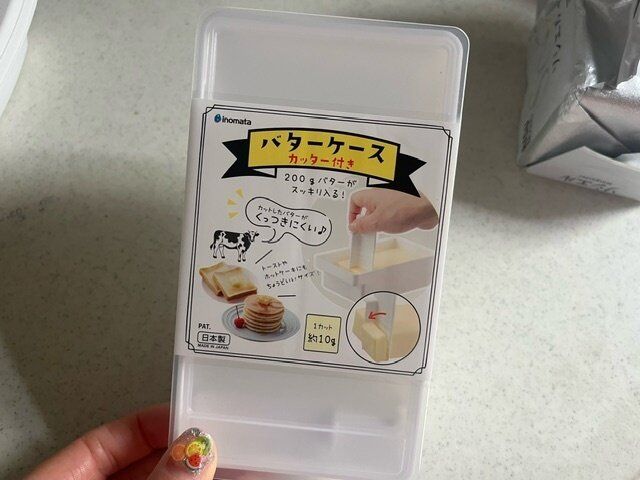 inomata
バターケース
カッター付き
200gバターが
スッキリ入る!
カットしたバターが
くっつきにくい♪
トーストや
ホットケーキにも
ちょうどいいサイズ!
PAT.
日本製
MADE IN JAPAN
1カット
約10g